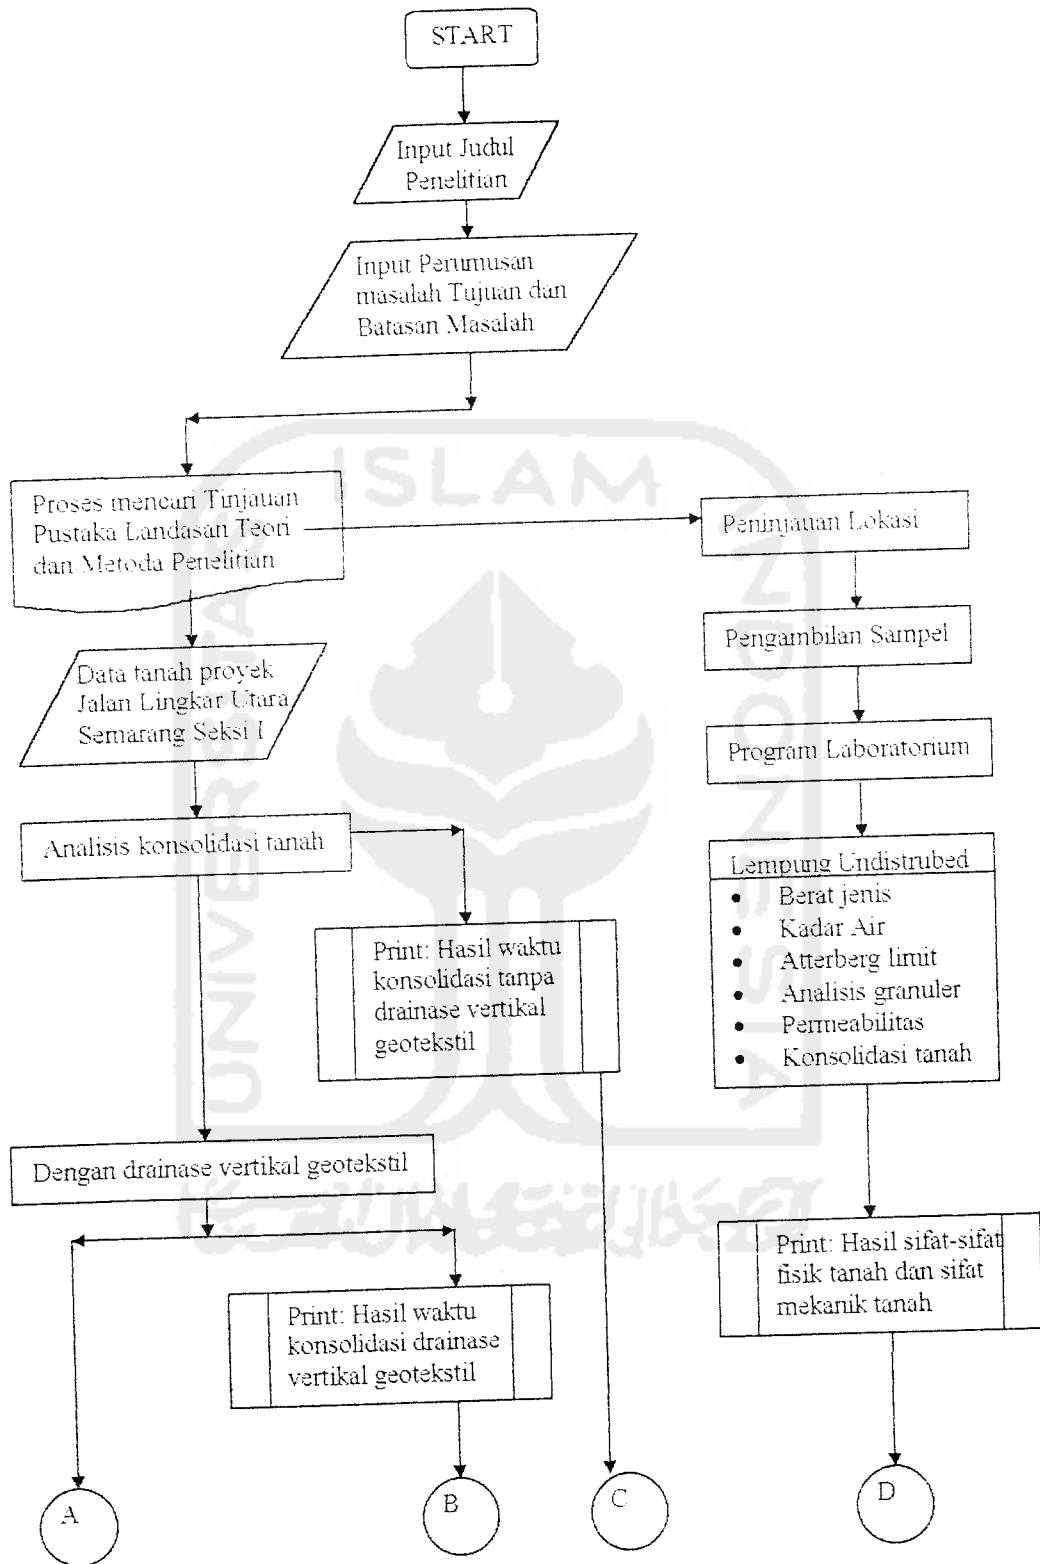 START
Input Judul
Penelitian
Input Perumusan
masalah Tujuan dan
Batasan Masalah
Proses mencari Tinjauan
Pustaka Landasan Teori
dan Metoda Penelitian
Peninjauan Lokasi
Pengambilan Sampel
Data tanah proyek
Jalan Lingkar Utara
Semarang Seksi I
Program Laboratorium
Analisis konsolidasi tanah
Lempung Undistrubed
• Berat jenis
• Kadar Air
• Atterberg limit
• Analisis granuler
• Permeabilitas
• Konsolidasi tanah
Print: Hasil waktu
konsolidasi tanpa
drainase vertikal
geotekstil
Dengan drainase vertikal geotekstil
Print: Hasil sifat-sifat
fisik tanah dan sifat
mekanik tanah
Print: Hasil waktu
konsolidasi drainase
vertikal geotekstil
A
B
C
D
UNIVERSITAS
ISLAM
INDONESIA